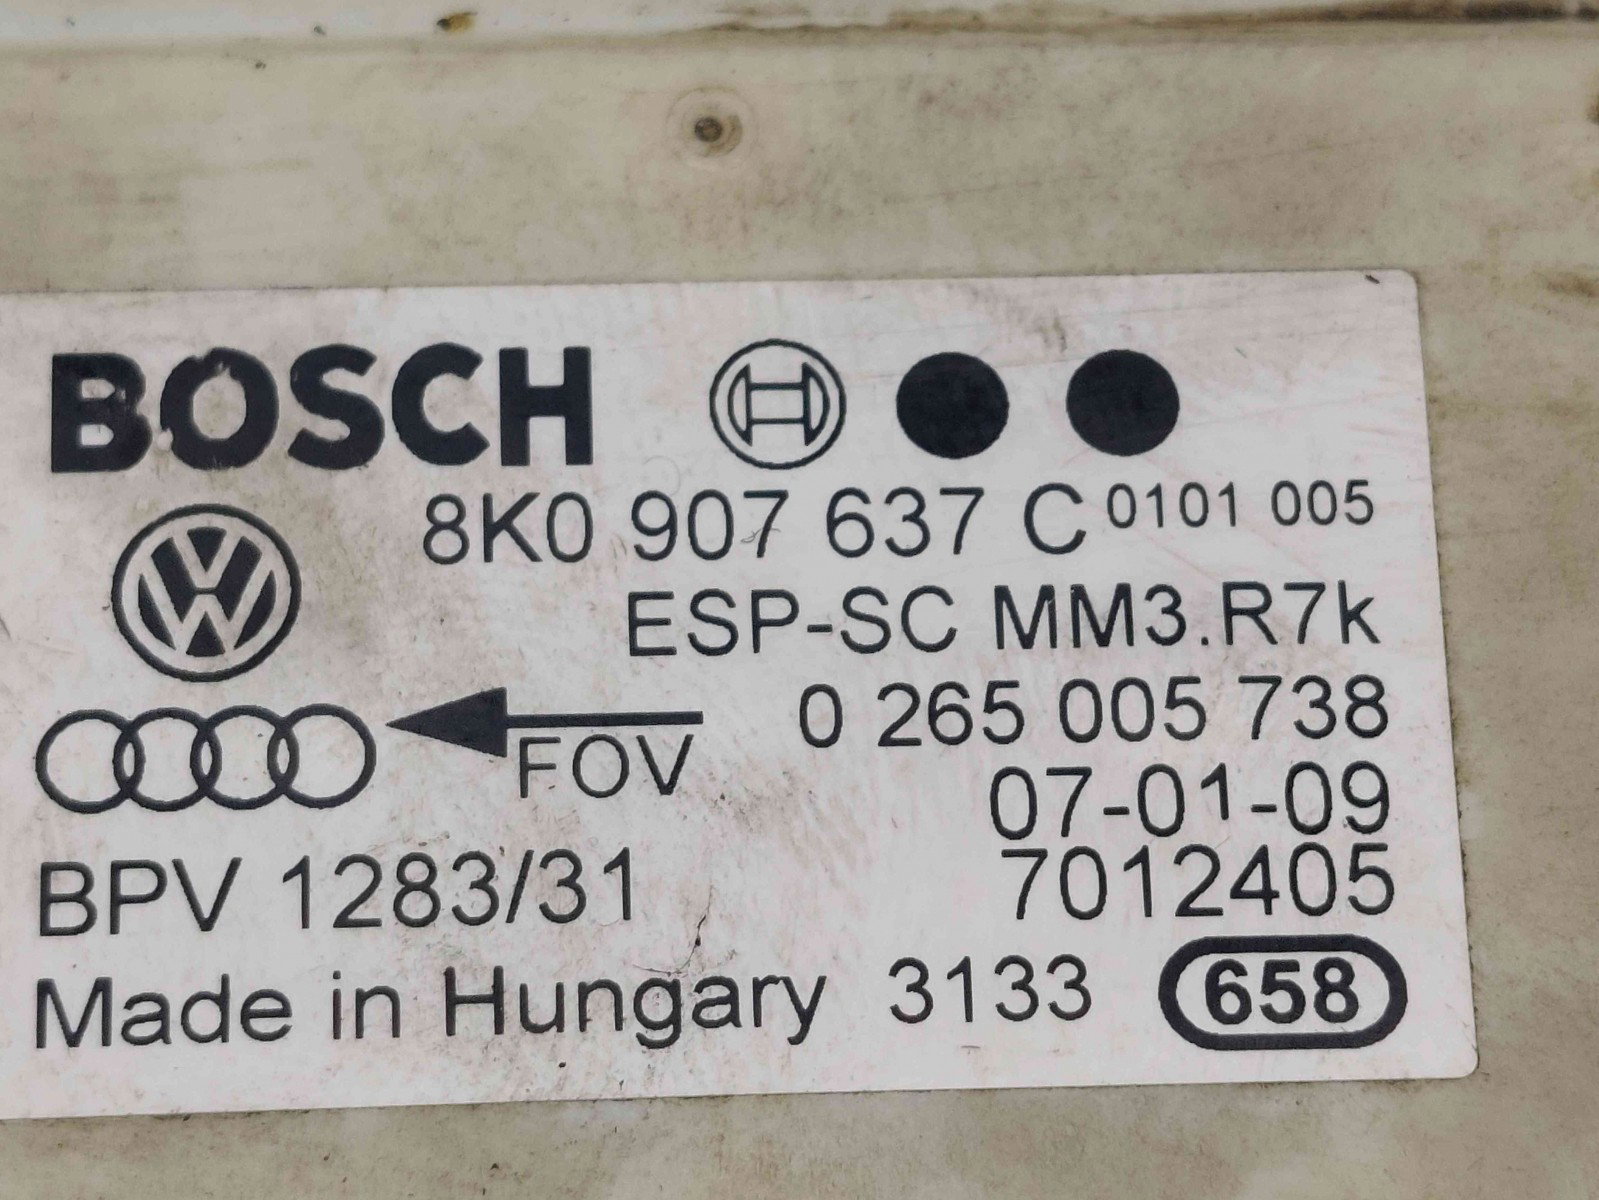 BOSCH
8K0 907 637 C 0101 005
ESP-SC MM3.R7k
0 265 005 738
FOV
07-01-09
BPV 1283/31 7012405
Made in Hungary 3133 658